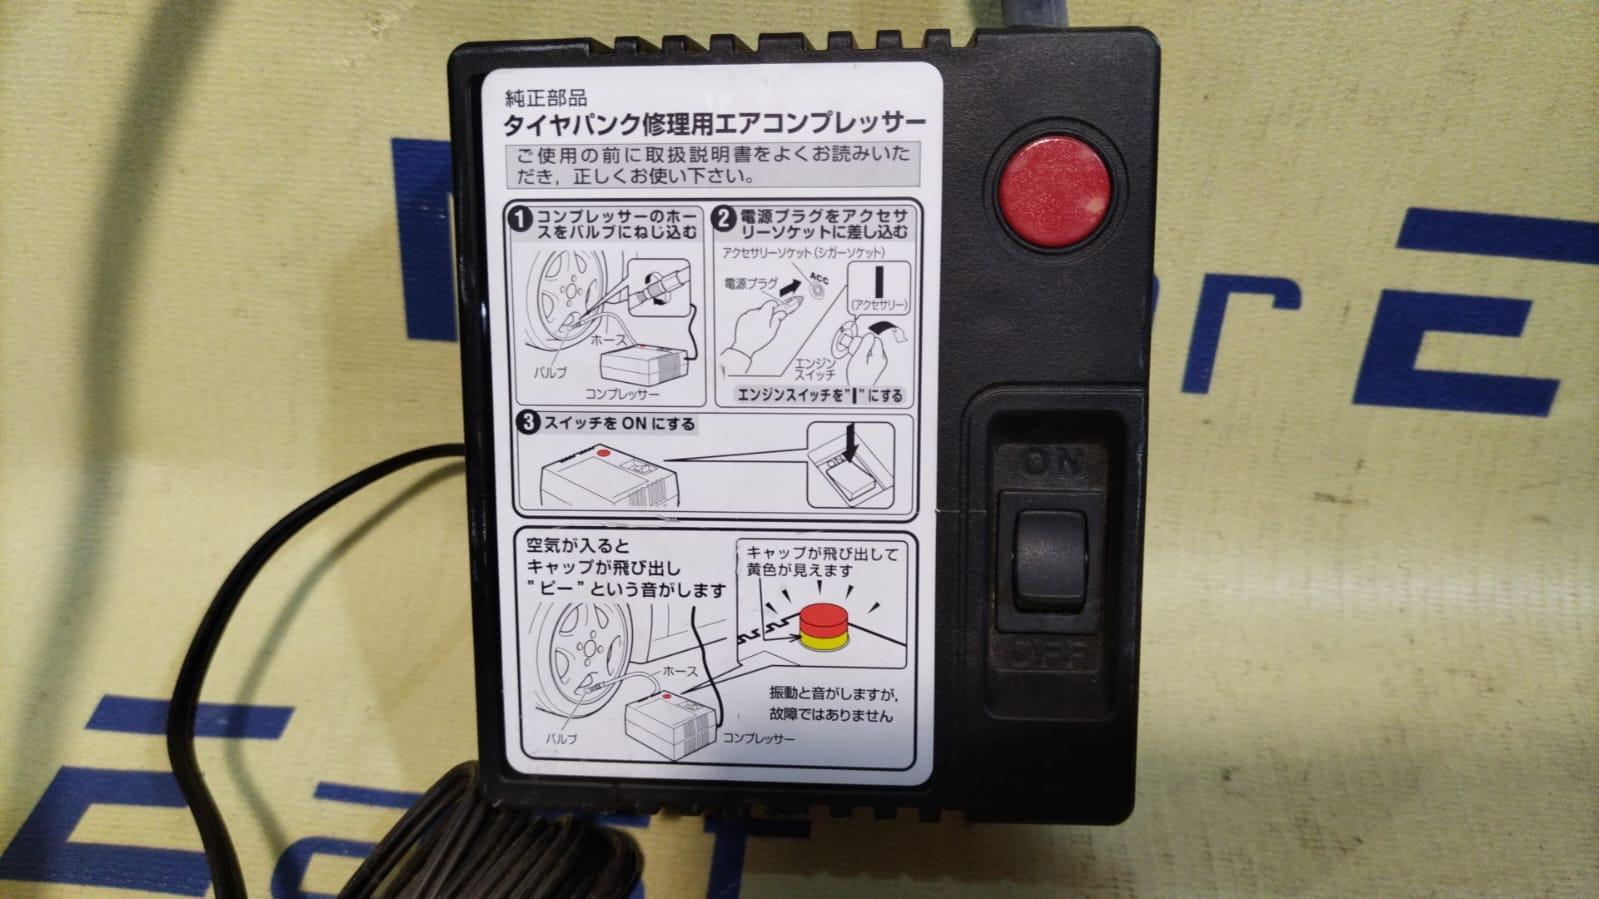 純正部品
タイヤパンク修理用エアコンプレッサー
ご使用の前に取扱説明書をよくお読みいた
だき,正しくお使い下さい。
1 コンプレッサーのホー
スをバルブにねじ込む
ホース
バルブ
コンプレッサー
2 電源プラグをアクセサ
リーソケットに差し込む
アクセサリーソケット(シガーソケット)
電源プラグ
ACC
I
(アクセサリー)
エンジン
スイッチ
エンジンスイッチを"I"にする
3 スイッチを ON にする
ON
空気が入ると
キャップが飛び出し
"ピー"という音がします
キャップが飛び出して
黄色が見えます
ホース
バルブ
コンプレッサー
振動と音がしますが,
故障ではありません
ON
OFF